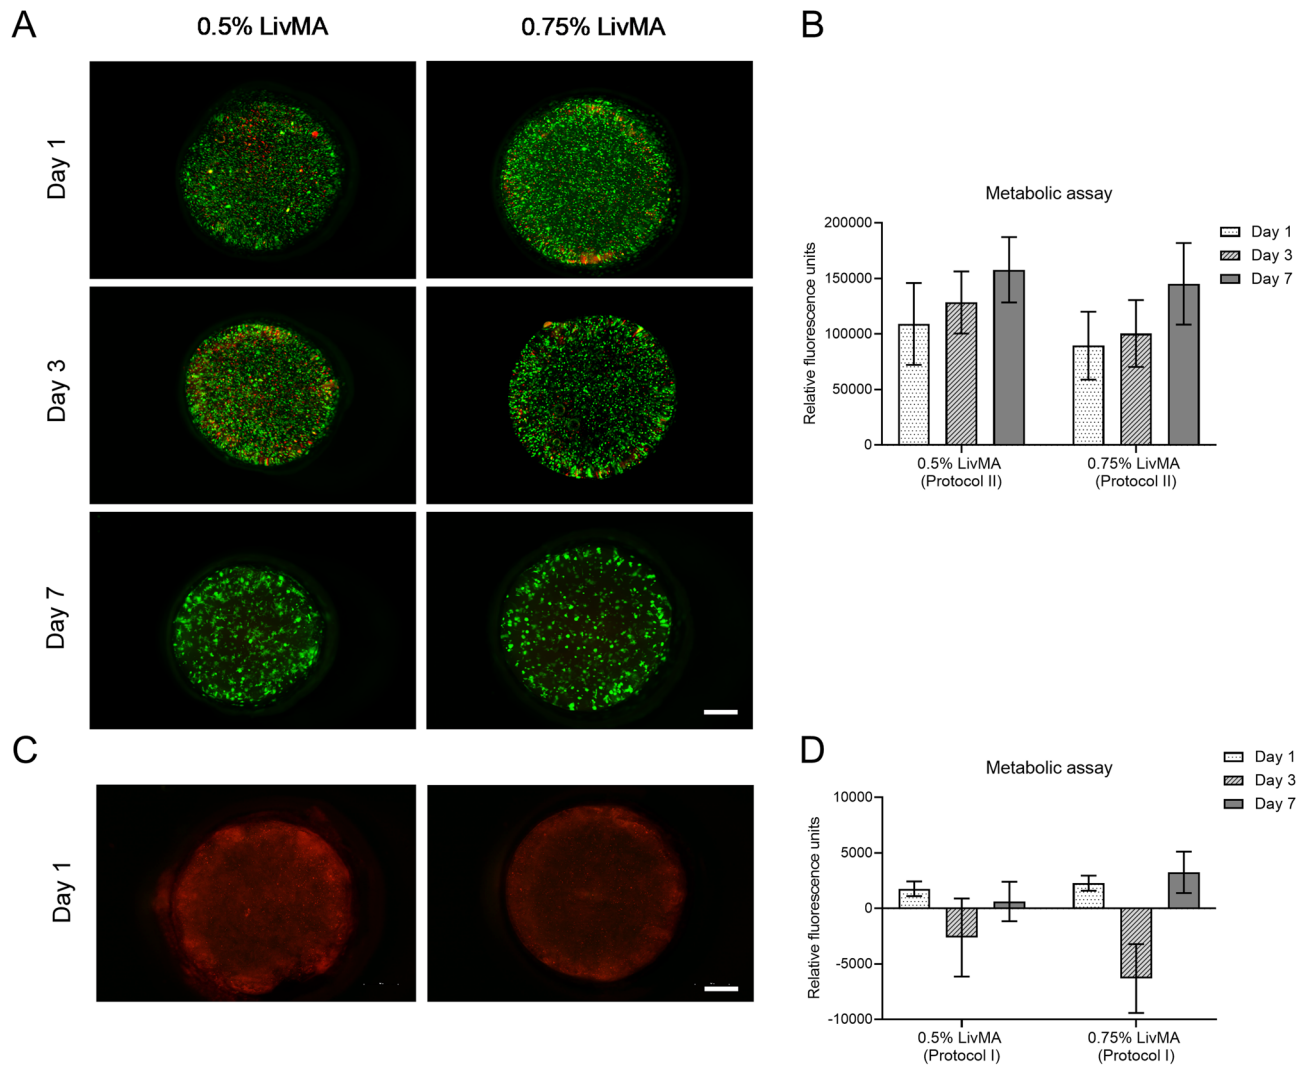 A
0.5% LivMA
0.75% LivMA
Day 1
Day 3
Day 7
B
Metabolic assay
Relative fluorescence units
200000
150000
100000
50000
0
0.5% LivMA
(Protocol II)
0.75% LivMA
(Protocol II)
Day 1
Day 3
Day 7
C
Day 1
D
Metabolic assay
Relative fluorescence units
10000
5000
0
-5000
-10000
0.5% LivMA
(Protocol I)
0.75% LivMA
(Protocol I)
Day 1
Day 3
Day 7